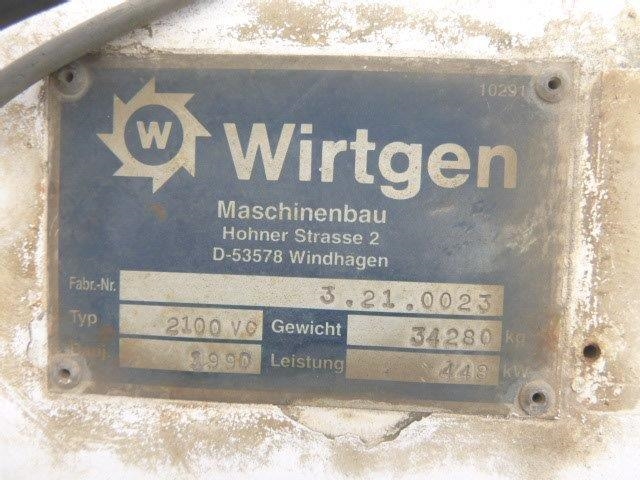 10291
W Wirtgen
Maschinenbau
Hohner Strasse 2
D-53578 Windhagen
Fabr.-Nr. 3.21.0023
Typ 2100 VC Gewicht 34280 kg
Bauj. Leistung 448 kW